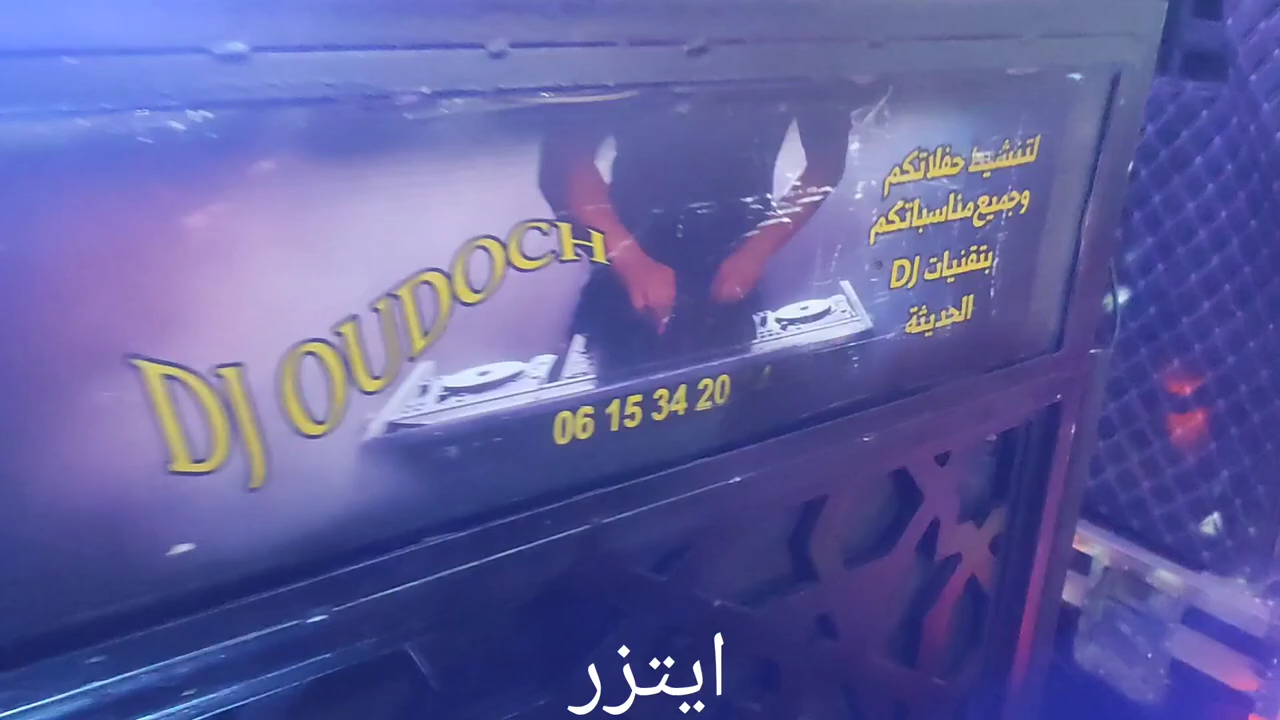 DJ OUDOCH
لتنشيط حفلاتكم
وجميع مناسباتكم
بتقنيات DJ
الحديثة
06 15 34 20
ايتزر